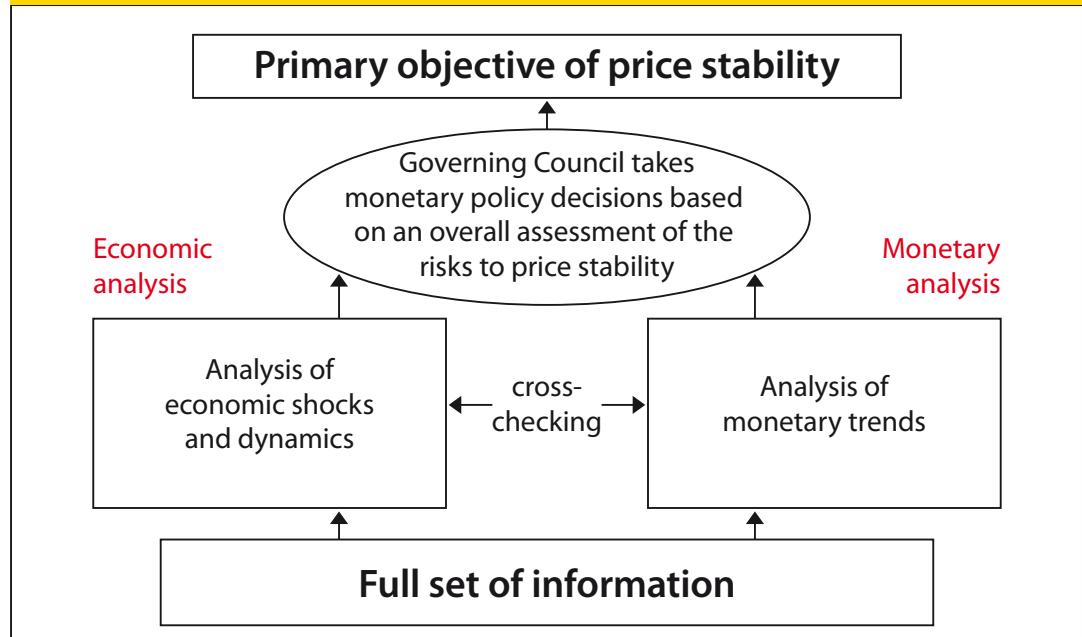 Primary objective of price stability
Governing Council takes
monetary policy decisions based
on an overall assessment of the
risks to price stability
Economic
analysis
Monetary
analysis
Analysis of
economic shocks
and dynamics
cross-
checking
Analysis of
monetary trends
Full set of information